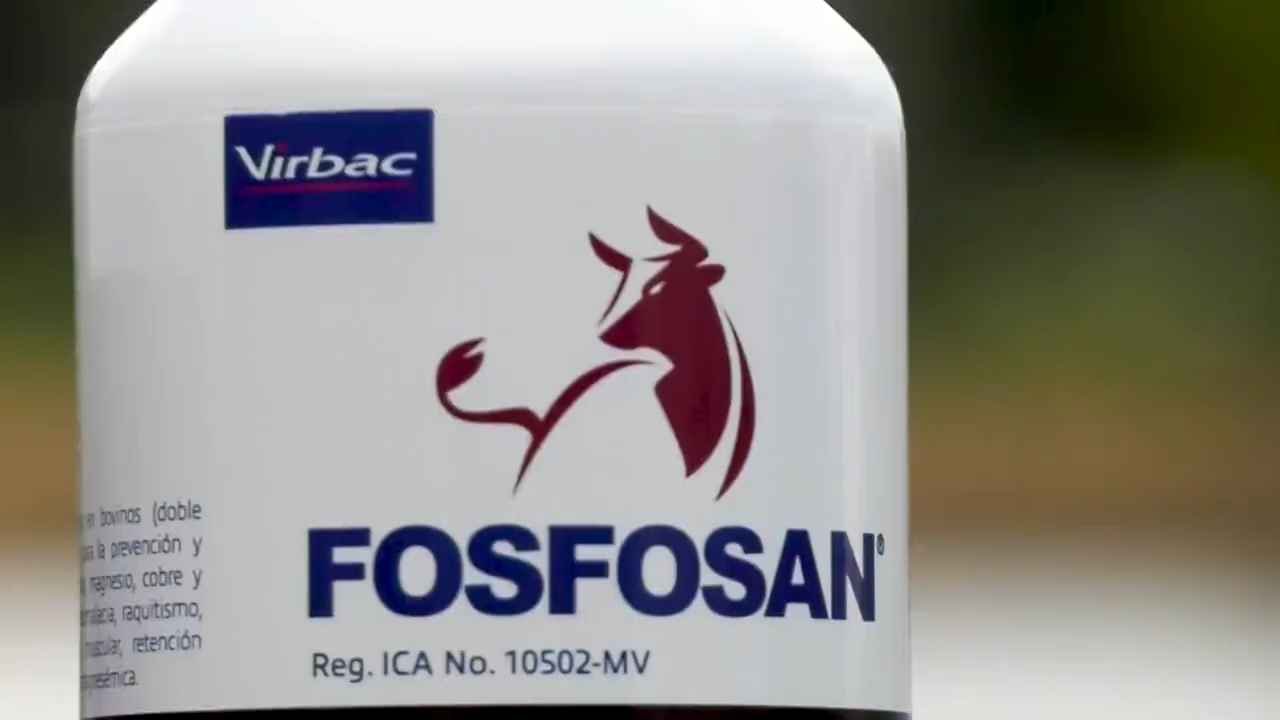 Virbac
en bovinos (doble
la prevención y
magnesio, cobre y
raquitismo,
retención
FOSFOSAN®
Reg. ICA No. 10502-MV